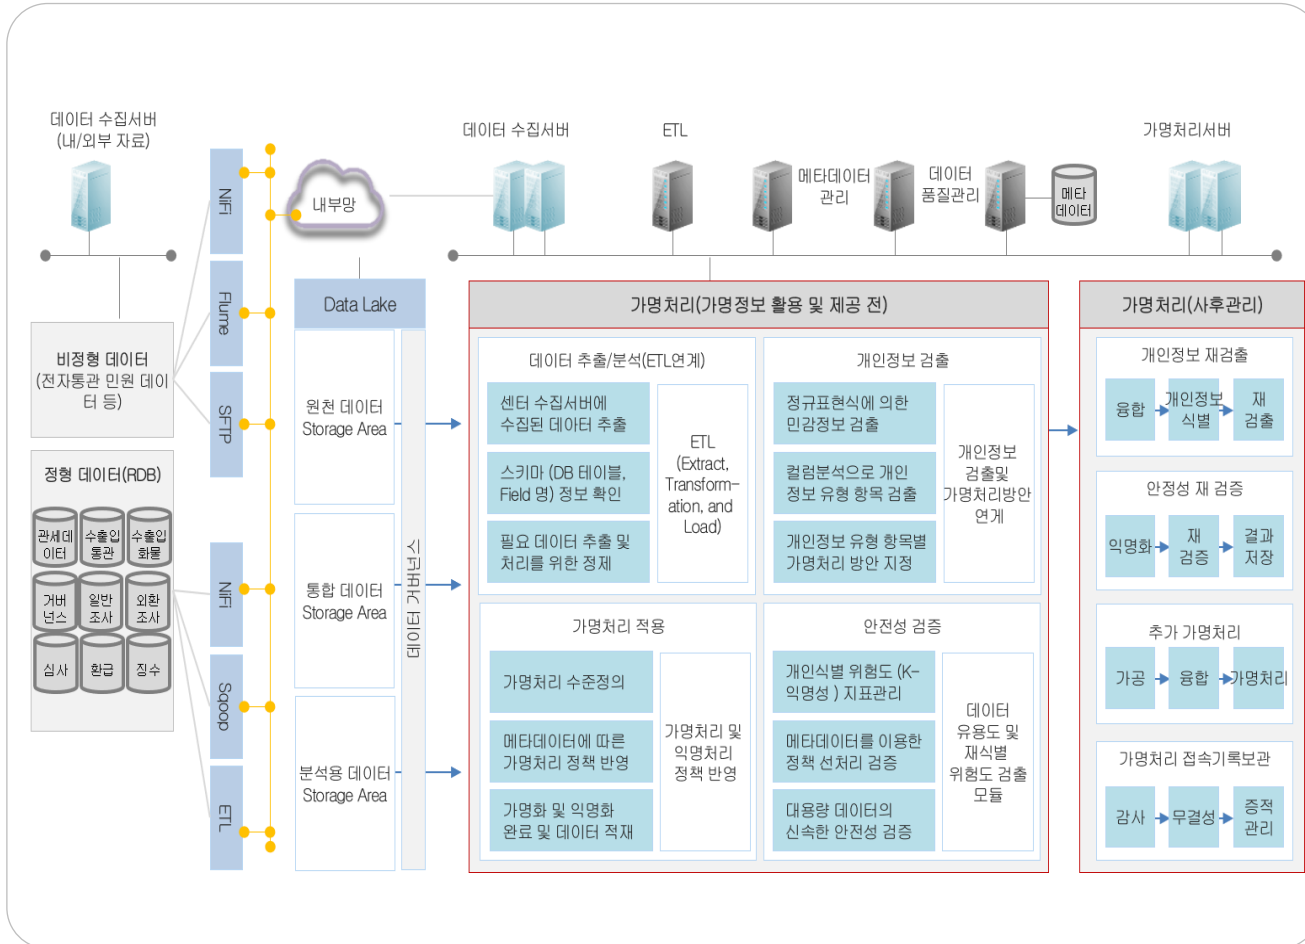 데이터 수집서버
(내/외부 자료)
데이터 수집서버
ETL
메타데이터
관리
데이터
품질관리
메타
데이터
가명처리서버
내부망
NiFi
Flume
SFTP
NiFi
Sqoop
ETL
비정형 데이터
(전자통관 민원 데이
터 등)
정형 데이터(RDB)
관세데
이터
수출입
통관
수출입
화물
거버
넌스
일반
조사
외환
조사
심사
환급
징수
Data Lake
원천 데이터
Storage Area
통합 데이터
Storage Area
분석용 데이터
Storage Area
데이터 거버넌스
가명처리(가명정보 활용 및 제공 전)
데이터 추출/분석(ETL연계)
센터 수집서버에
수집된 데아터 추출
스키마 (DB 테이블,
Field 명) 정보 확인
필요 데이터 추출 및
처리를 위한 정제
ETL
(Extract,
Transform-
ation, and
Load)
개인정보 검출
정규표현식에 의한
민감정보 검출
컬럼분석으로 개인
정보 유형 항목 검출
개인정보 유형 항목별
가명처리 방안 지정
개인정보
검출및
가명처리방안
연게
가명처리 적용
가명처리 수준정의
메타데이터에 따른
가명처리 정책 반영
가명화 및 익명화
완료 및 데이터 적재
가명처리 및
익명처리
정책 반영
안전성 검증
개인식별 위험도 (K-
익명성 ) 지표관리
메타데이터를 이용한
정책 선처리 검증
대용량 데이터의
신속한 안전성 검증
데이터
유용도 및
재식별
위험도 검출
모듈
가명처리(사후관리)
개인정보 재검출
융합
개인정보
식별
재
검출
안정성 재 검증
익명화
재
검증
결과
저장
추가 가명처리
가공
융합
가명처리
가명처리 접속기록보관
감사
무결성
증적
관리